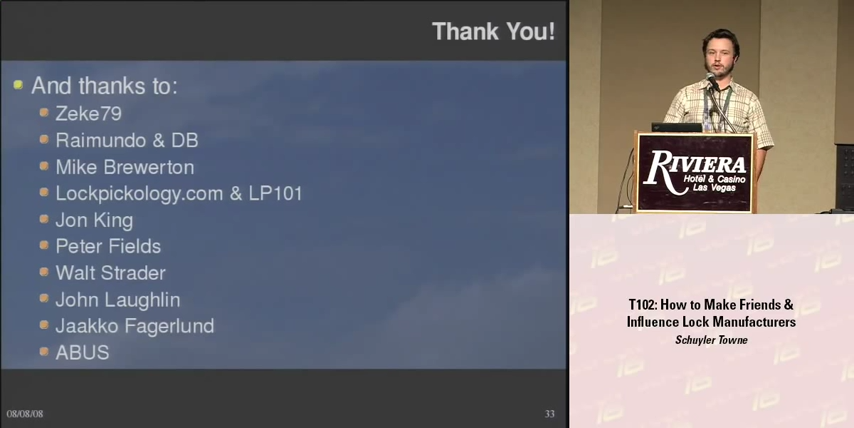 Thank You!
And thanks to:
Zeke79
Raimundo & DB
Mike Brewerton
Lockpickology.com & LP101
Jon King
Peter Fields
Walt Strader
John Laughlin
Jaakko Fagerlund
ABUS
08/08/08
33
RIVIERA
Hotel & Casino
Las Vegas
T102: How to Make Friends &
Influence Lock Manufacturers
Schuyler Towne